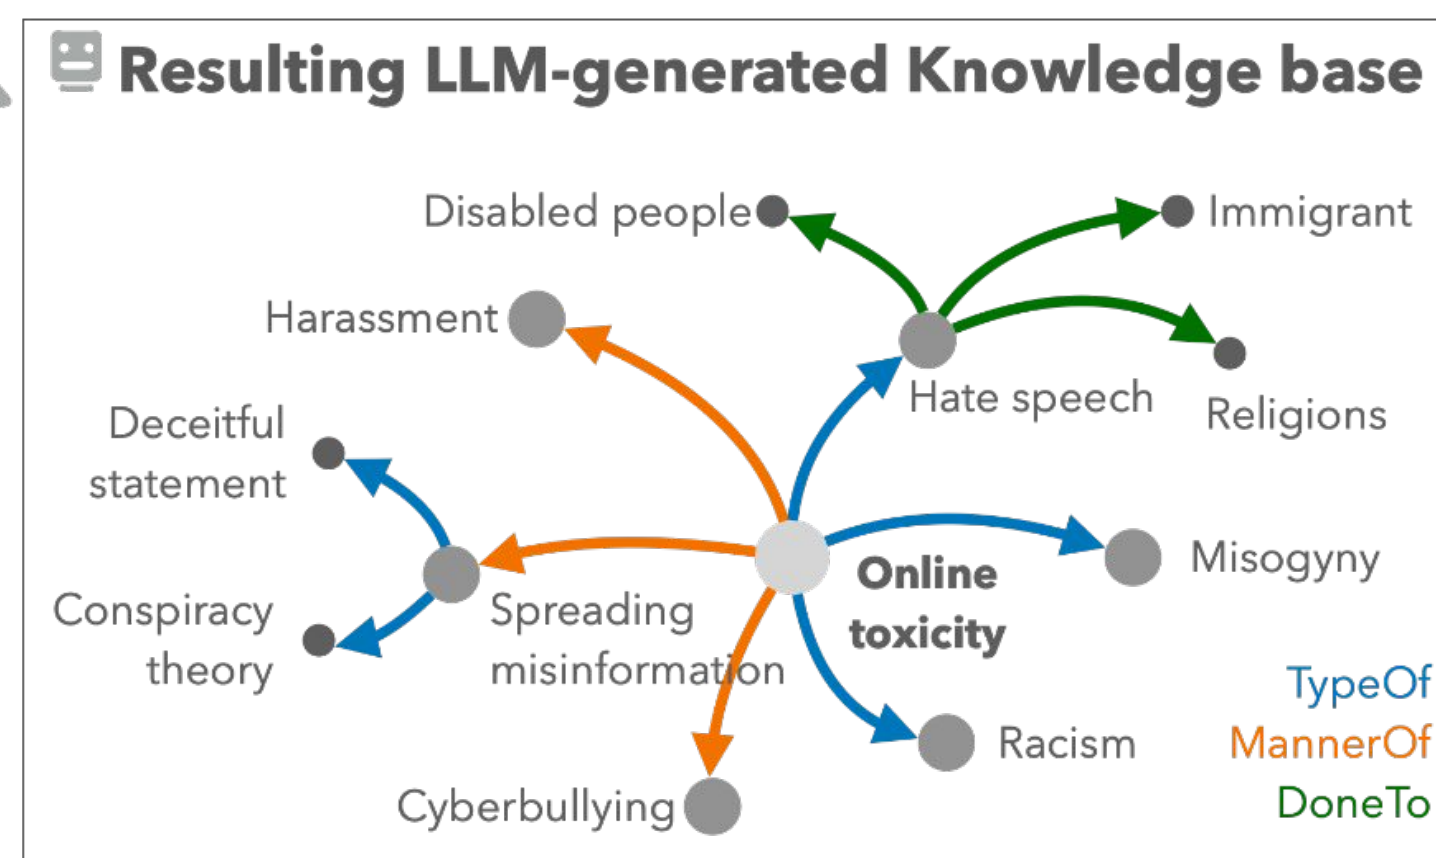 Resulting LLM-generated Knowledge base
Disabled people
Immigrant
Harassment
Hate speech
Religions
Deceitful
statement
Online
toxicity
Misogyny
Spreading
misinformation
Conspiracy
theory
TypeOf
Racism
MannerOf
Cyberbullying
DoneTo